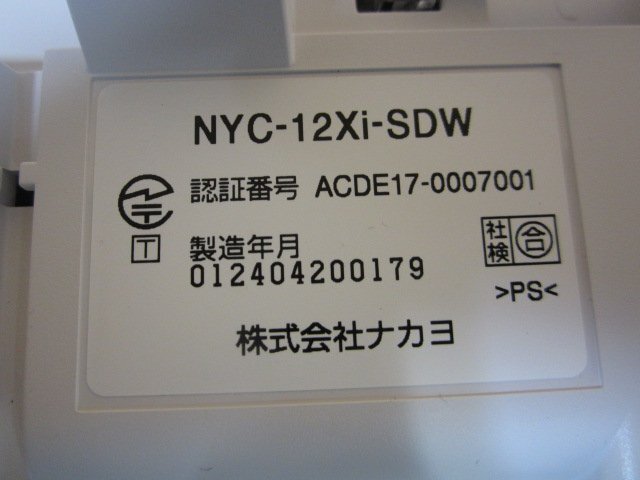 NYC-12Xi-SDW
認証番号 ACDE17-0007001
T
製造年月
012404200179
社検 合
>PS<
株式会社ナカヨ